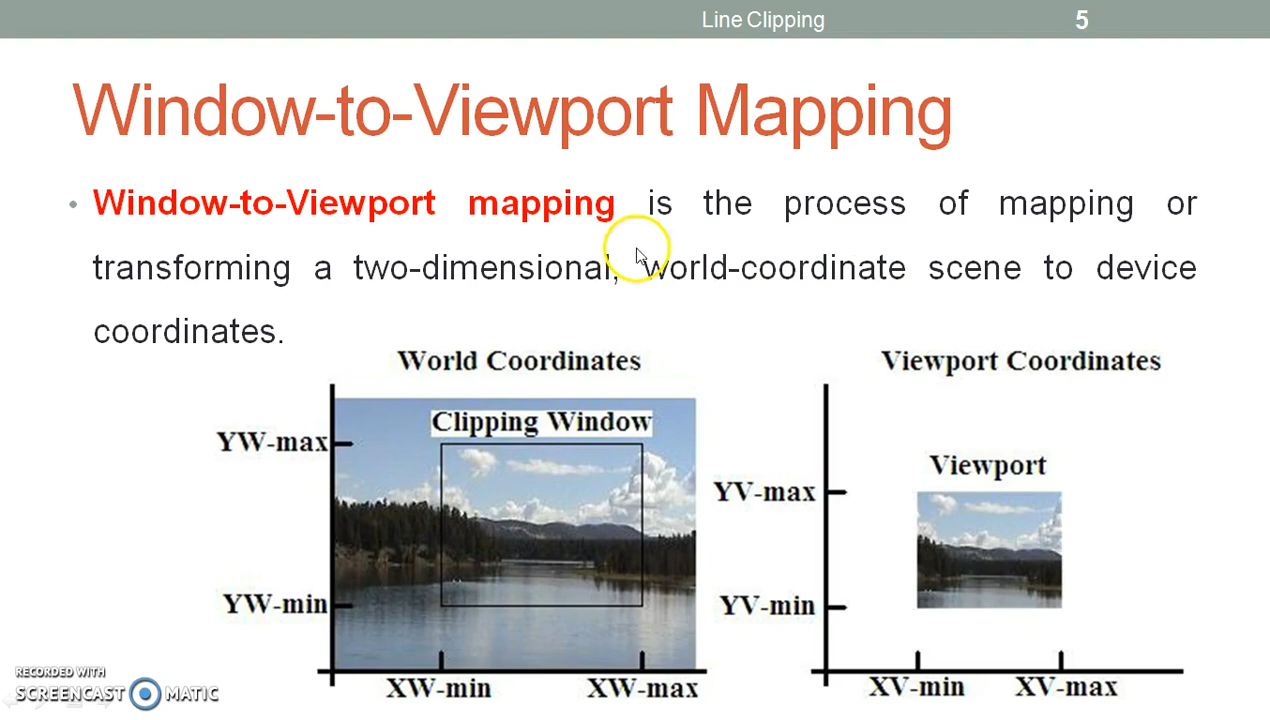 Line Clipping 5
Window-to-Viewport Mapping
• Window-to-Viewport mapping is the process of mapping or
transforming a two-dimensional, world-coordinate scene to device
coordinates.
World Coordinates
Viewport Coordinates
Clipping Window
YW-max
YW-min
XW-min XW-max
Viewport
YV-max
YV-min
XV-min XV-max
RECORDED WITH
SCREENCAST MATIC